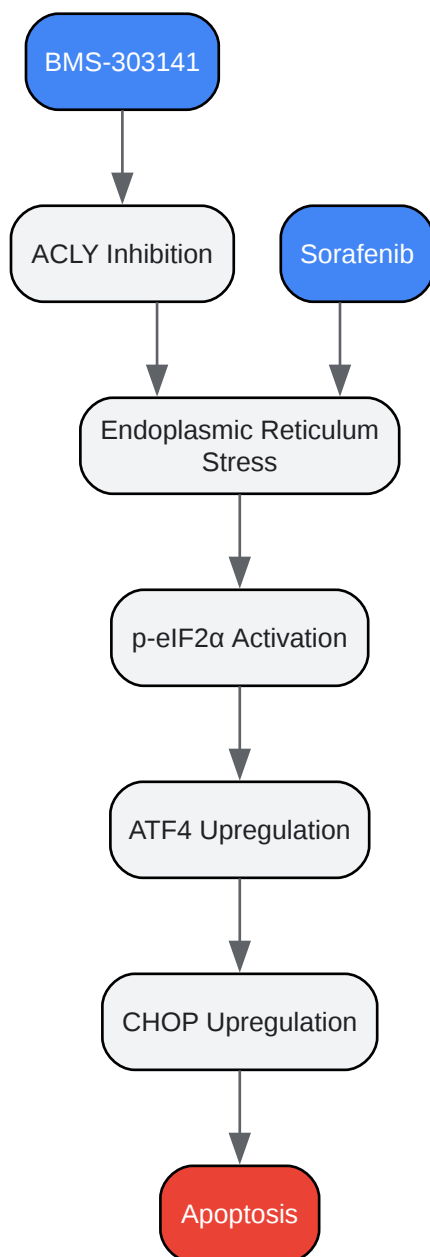 BMS-303141
ACLY Inhibition
Sorafenib
Endoplasmic Reticulum
Stress
p-eIF2α Activation
ATF4 Upregulation
CHOP Upregulation
Apoptosis